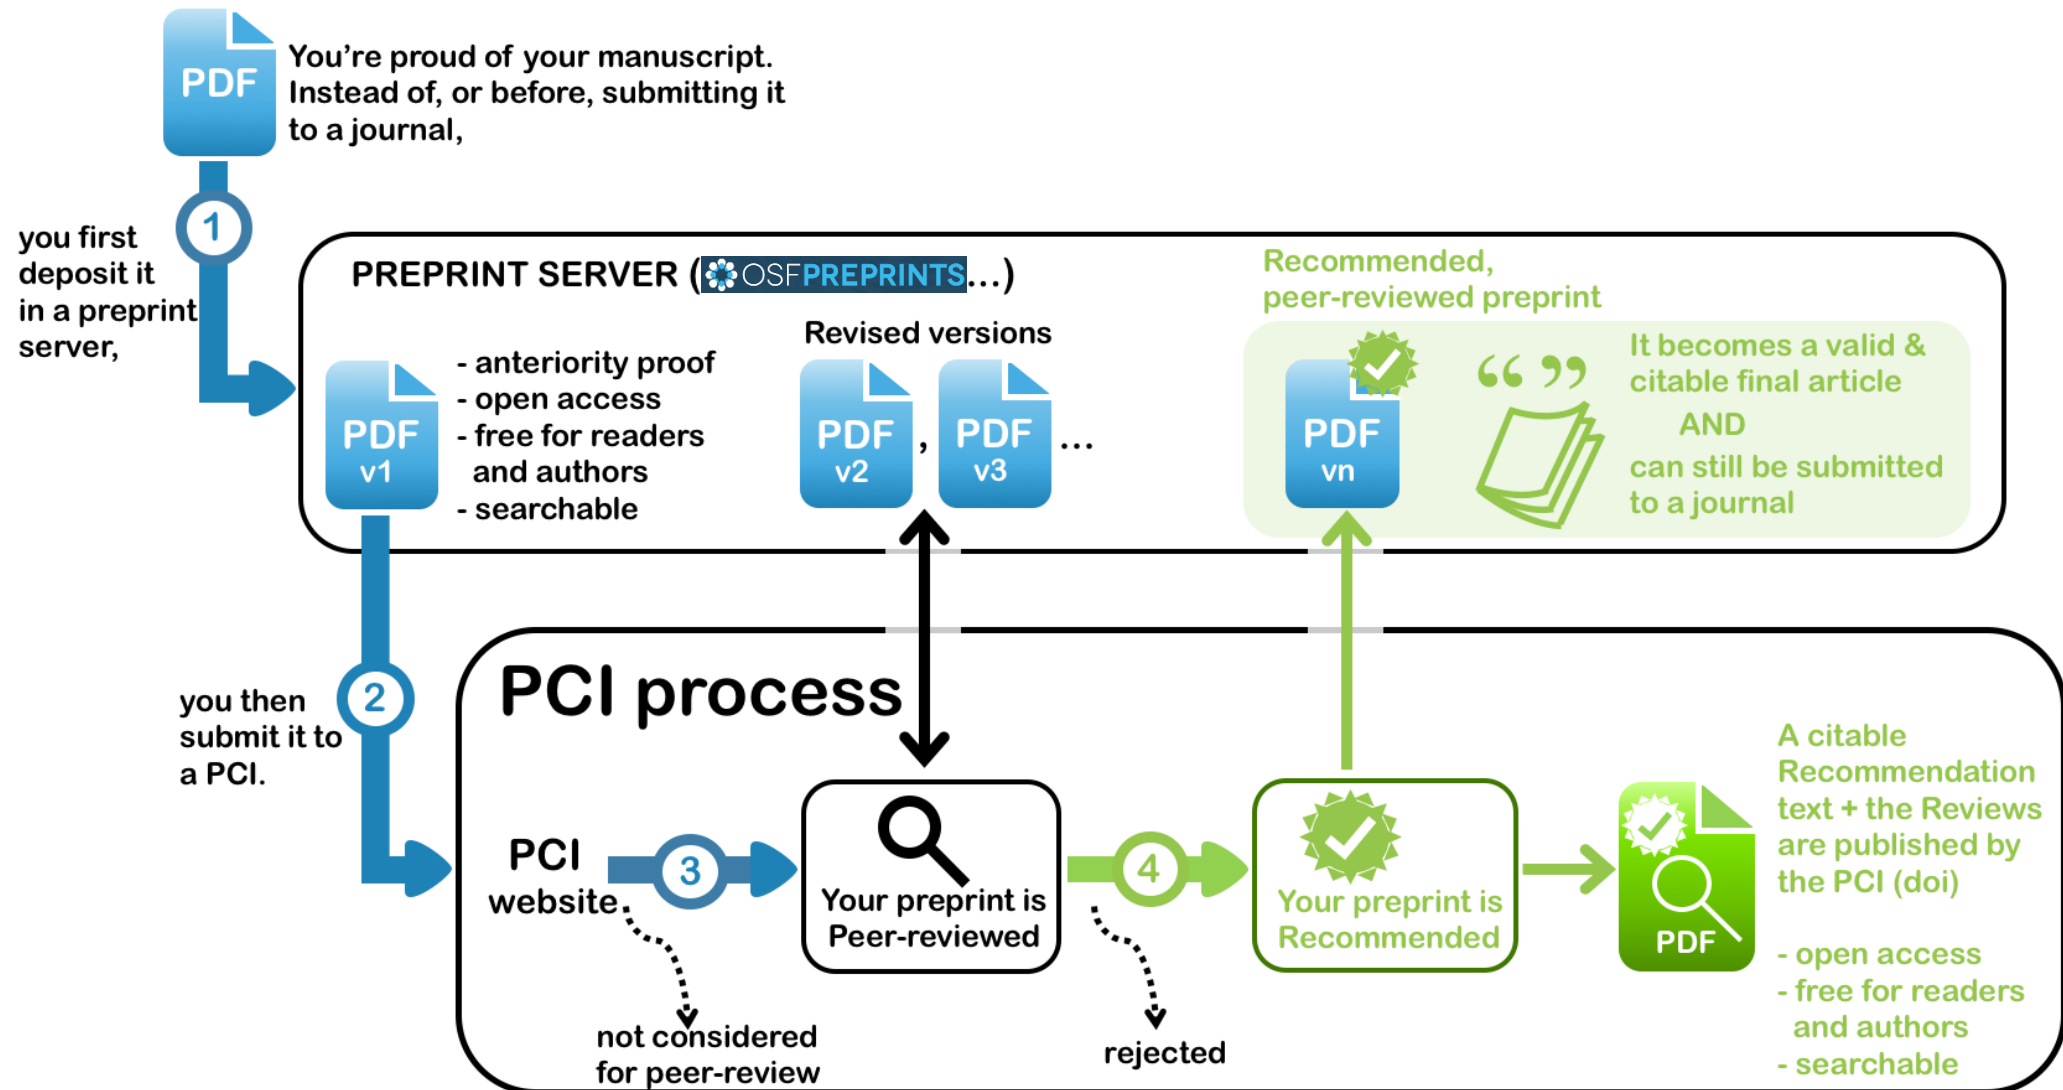 PDF
You're proud of your manuscript.
Instead of, or before, submitting it
to a journal,
1
you first
deposit it
in a preprint
server,
PREPRINT SERVER (OSFPREPRINTS...)
PDF
v1
- anteriority proof
- open access
- free for readers
and authors
- searchable
Revised versions
PDF
v2
,
PDF
v3
...
Recommended,
peer-reviewed preprint
PDF
vn
“ ”
It becomes a valid &
citable final article
AND
can still be submitted
to a journal
2
you then
submit it to
a PCI.
PCI process
PCI
website
3
not considered
for peer-review
Your preprint is
Peer-reviewed
4
rejected
Your preprint is
Recommended
PDF
A citable
Recommendation
text + the Reviews
are published by
the PCI (doi)
- open access
- free for readers
and authors
- searchable